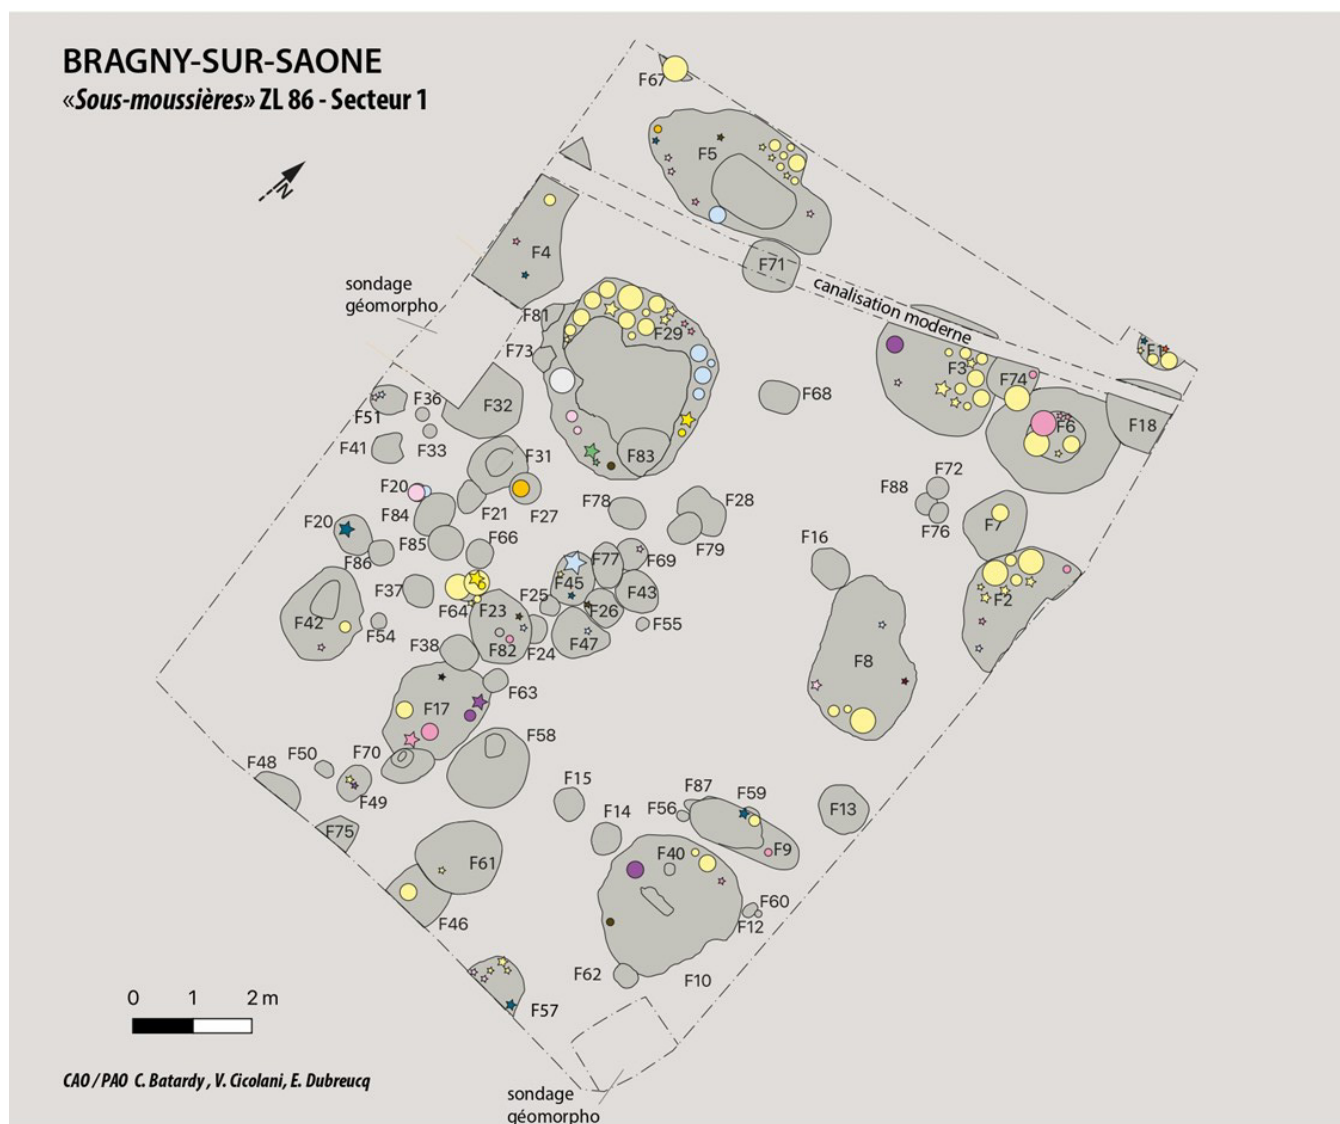 BRAGNY-SUR-SAONE
«Sous-moussières» ZL 86 - Secteur 1
N
F67
F5
F4
F71
sondage
géomorpho
canalisation moderne
F81
F29
F73
F1
F3
F74
F68
F32
F36
F51
F6
F18
F33
F41
F31
F83
F72
F88
F20
F21
F27
F78
F28
F84
F76
F7
F20
F85
F66
F79
F16
F86
F77
F69
F37
F45
F43
F64
F23
F25
F26
F2
F42
F54
F55
F38
F82
F24
F47
F8
F63
F17
F58
F50
F70
F48
F49
F15
F87
F59
F14
F56
F13
F75
F61
F40
F9
F46
F60
F12
F62
F10
F57
0 1 2 m
CAO / PAO C. Batardy , V. Cicolani, E. Dubreucq
sondage
géomorpho